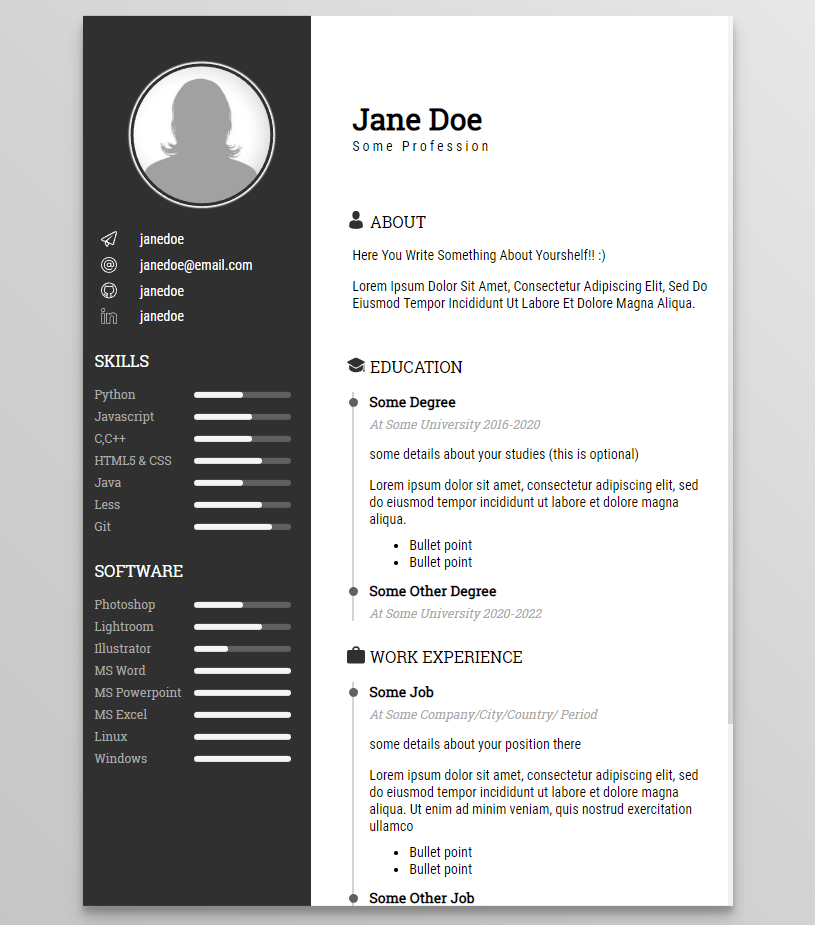 janedoe
janedoe@email.com
janedoe
janedoe
SKILLS
Python
Javascript
C,C++
HTML5 & CSS
Java
Less
Git
SOFTWARE
Photoshop
Lightroom
Illustrator
MS Word
MS Powerpoint
MS Excel
Linux
Windows
Jane Doe
Some Profession
ABOUT
Here You Write Something About Yourshelf!! :)
Lorem Ipsum Dolor Sit Amet, Consectetur Adipiscing Elit, Sed Do
Eiusmod Tempor Incididunt Ut Labore Et Dolore Magna Aliqua.
EDUCATION
Some Degree
At Some University 2016-2020
some details about your studies (this is optional)
Lorem ipsum dolor sit amet, consectetur adipiscing elit, sed
do eiusmod tempor incididunt ut labore et dolore magna
aliqua.
• Bullet point
• Bullet point
Some Other Degree
At Some University 2020-2022
WORK EXPERIENCE
Some Job
At Some Company/City/Country/ Period
some details about your position there
Lorem ipsum dolor sit amet, consectetur adipiscing elit, sed
do eiusmod tempor incididunt ut labore et dolore magna
aliqua. Ut enim ad minim veniam, quis nostrud exercitation
ullamco
• Bullet point
• Bullet point
Some Other Job